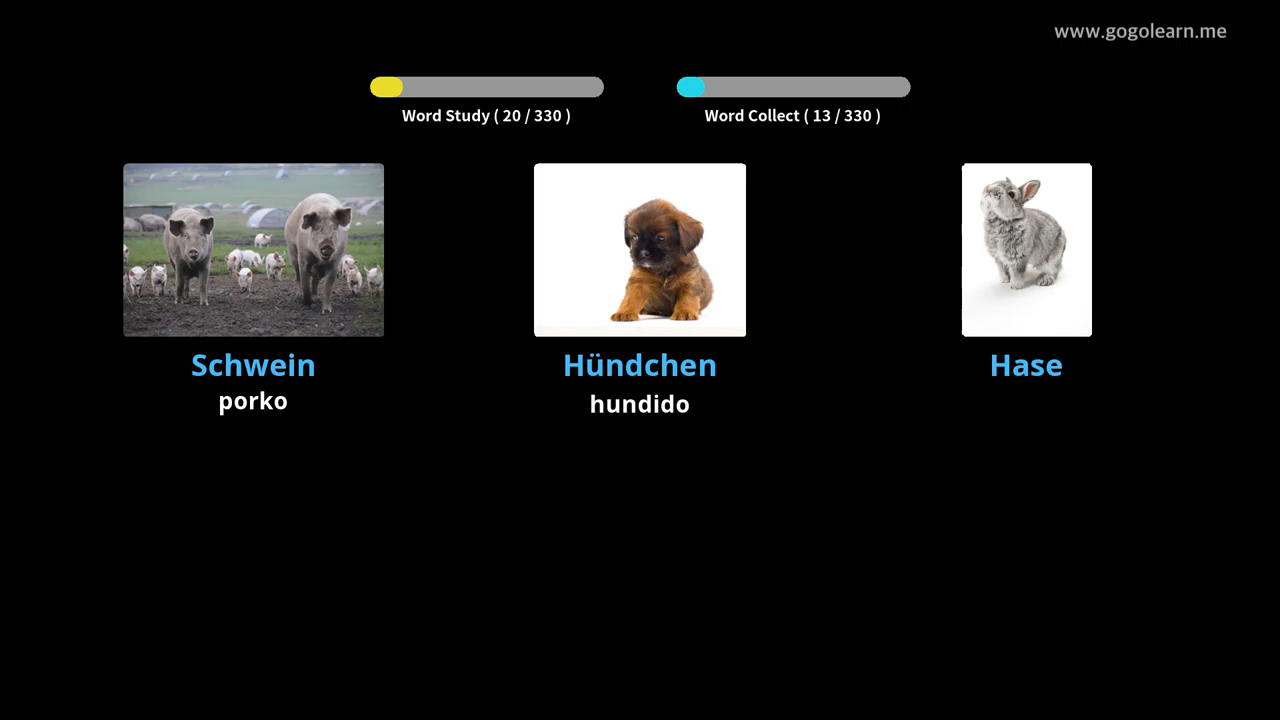 www.gogolearn.me
Word Study ( 20 / 330 )
Word Collect ( 13 / 330 )
Schwein
porko
Hündchen
hundido
Hase